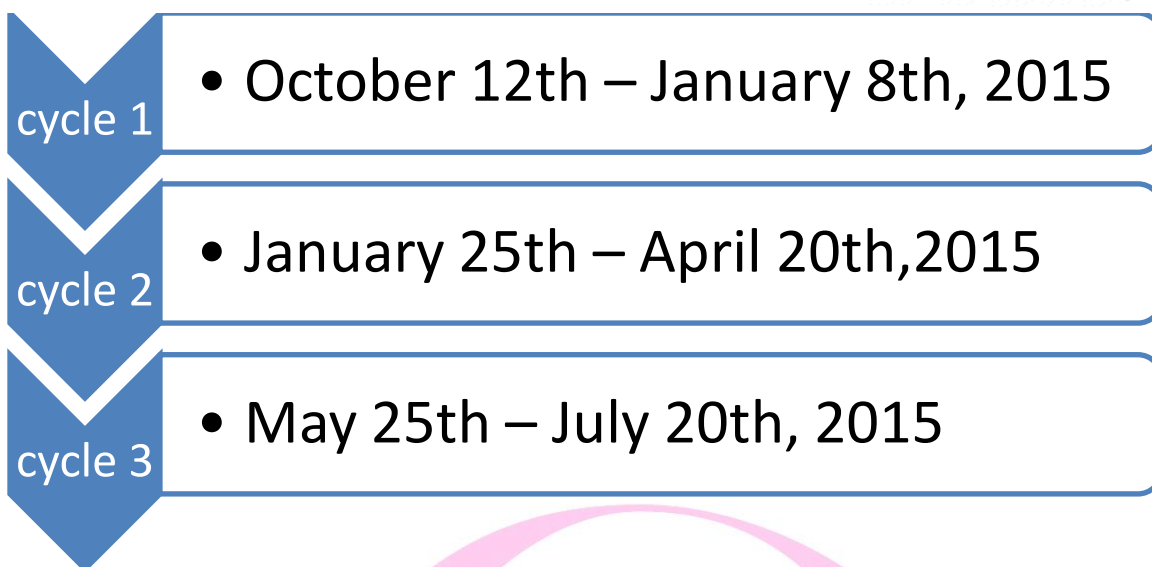 cycle 1
• October 12th – January 8th, 2015
cycle 2
• January 25th – April 20th,2015
cycle 3
• May 25th – July 20th, 2015